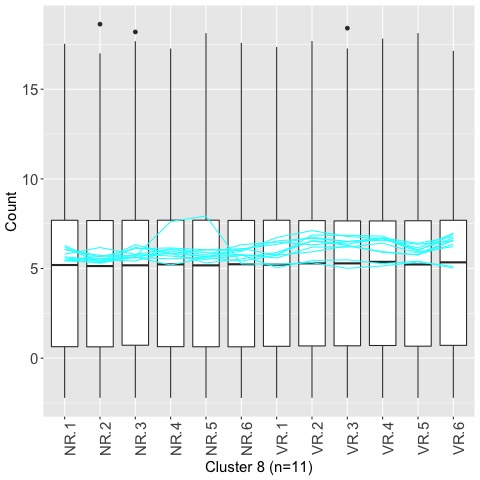 Count
15
10
5
0
NR.1
NR.2
NR.3
NR.4
NR.5
NR.6
VR.1
VR.2
VR.3
VR.4
VR.5
VR.6
Cluster 8 (n=11)